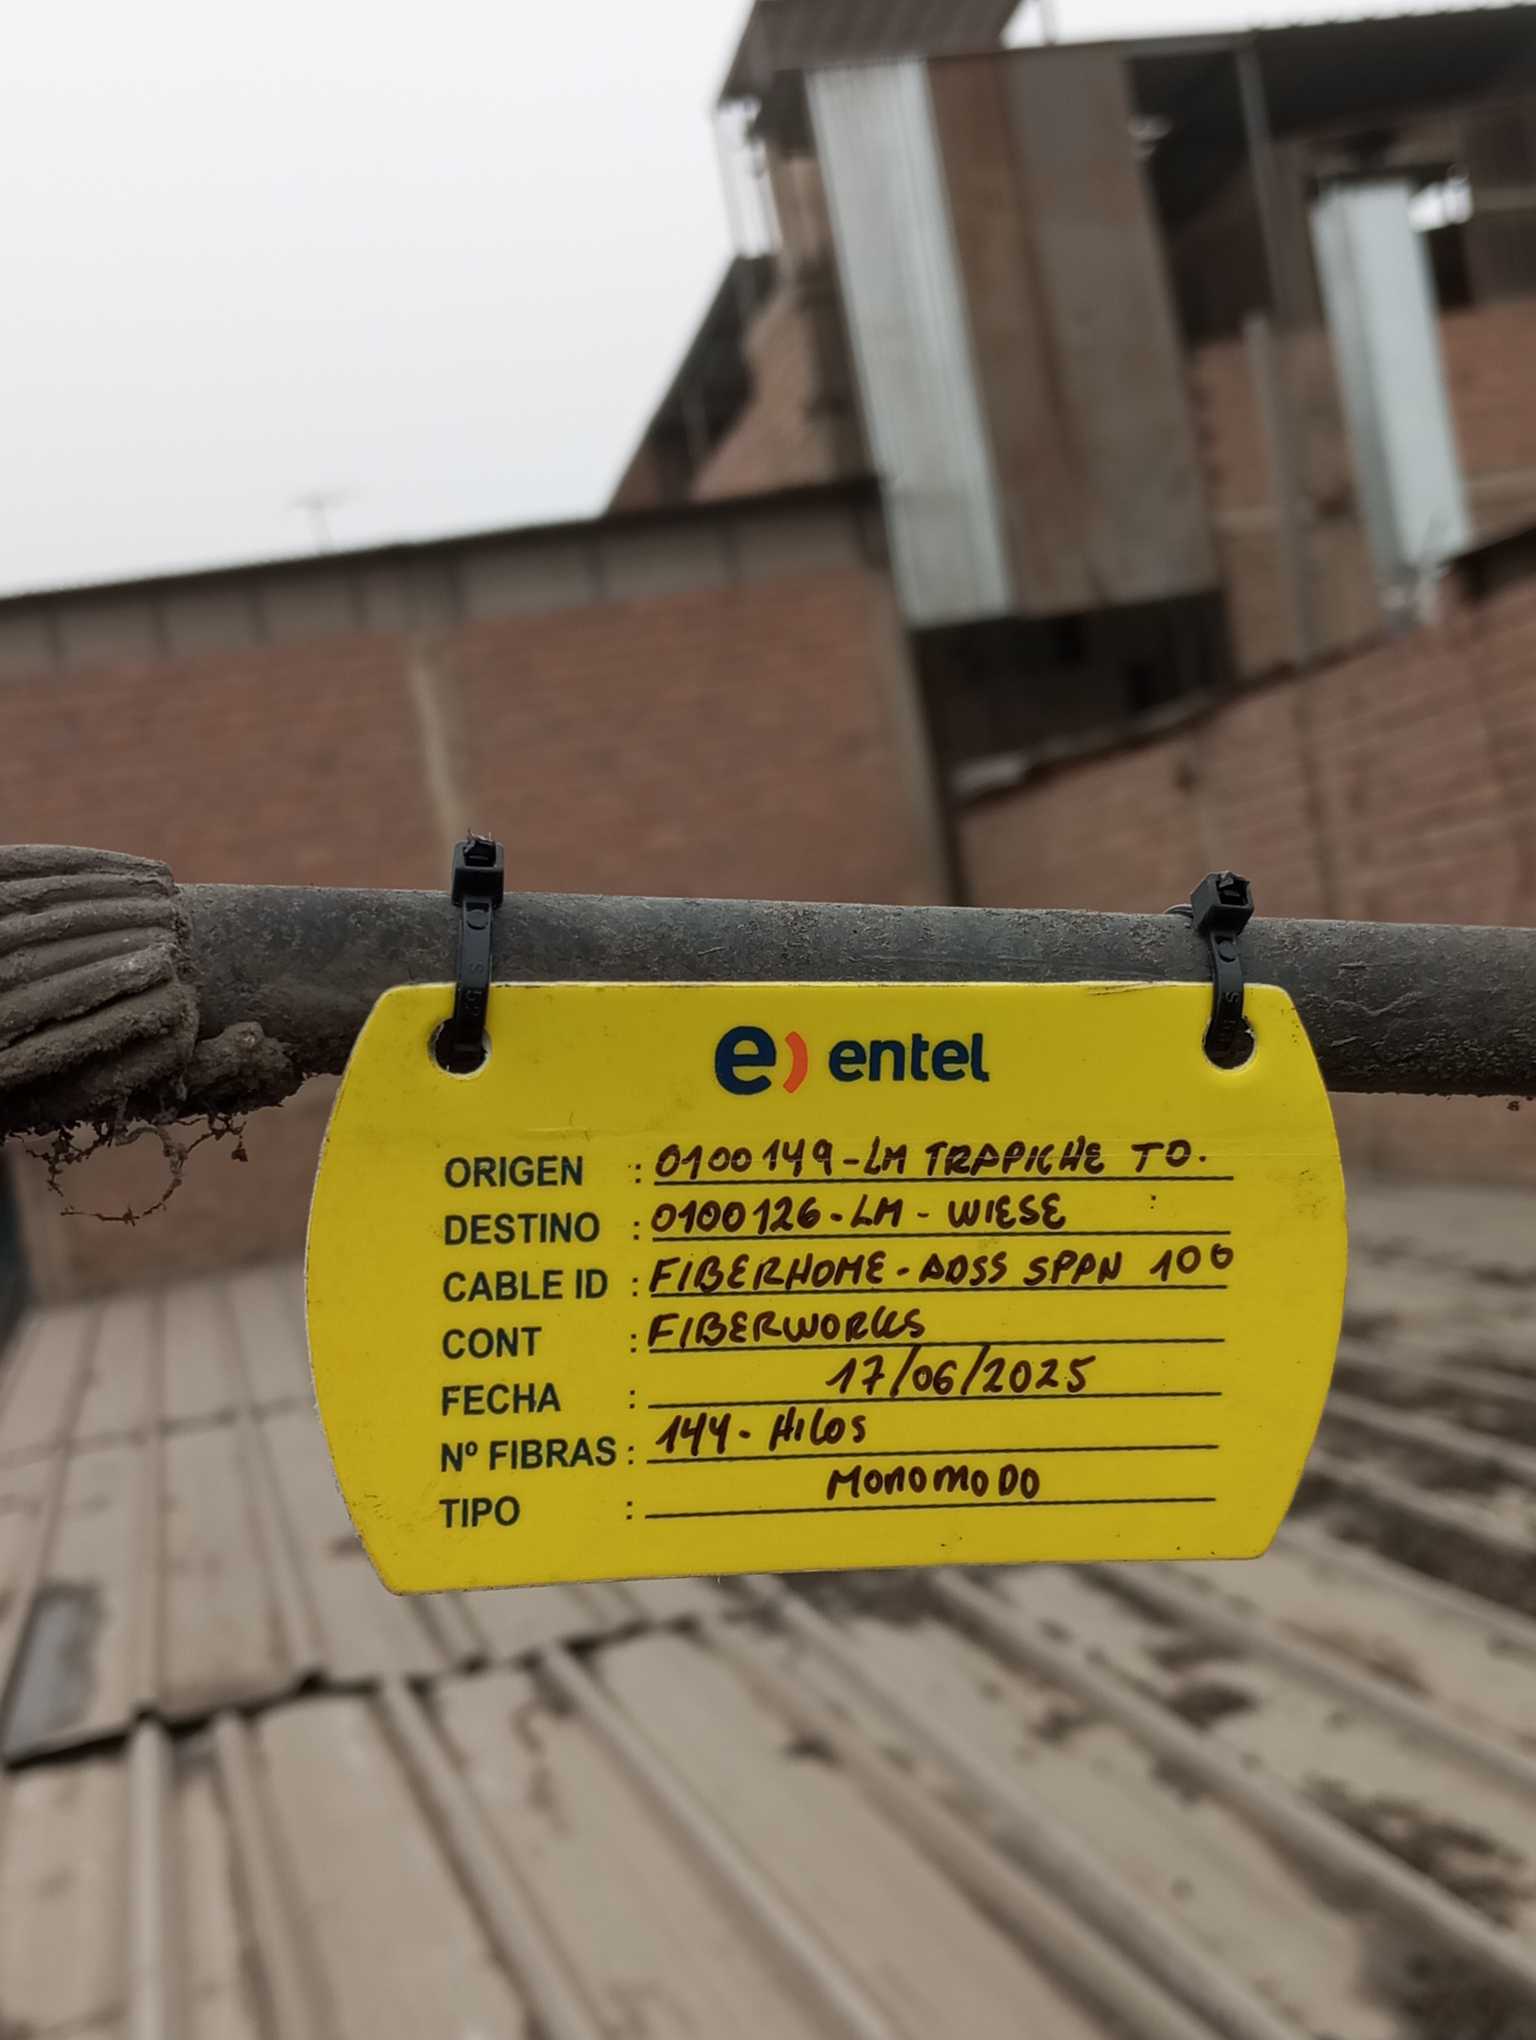 e) entel
ORIGEN : 0100149-LM TRAPICHE TO.
DESTINO : 0100126-LM-WIESE
CABLE ID : FIBERHOME-ADSS SPAN 100
CONT : FIBERWORKS
FECHA : 17/06/2025
Nº FIBRAS : 144-HILOS
TIPO : MONOMODO